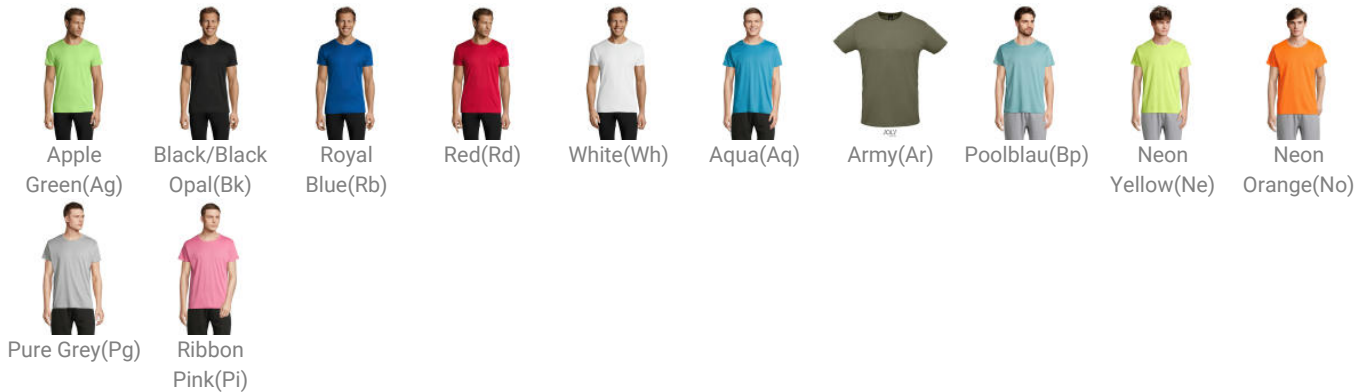 JOLY
Apple
Green(Ag)
Black/Black
Opal(Bk)
Royal
Blue(Rb)
Red(Rd)
White(Wh)
Aqua(Aq)
Army(Ar)
Poolblau(Bp)
Neon
Yellow(Ne)
Neon
Orange(No)
Pure Grey(Pg)
Ribbon
Pink(Pi)